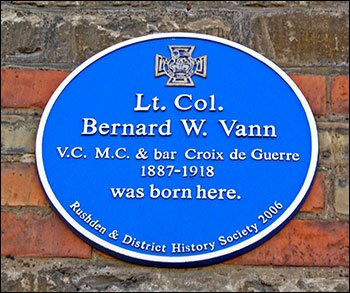 Lt. Col.
Bernard W. Vann
V.C. M.C. & bar Croix de Guerre
1887-1918
was born here.
Rushden & District History Society 2006